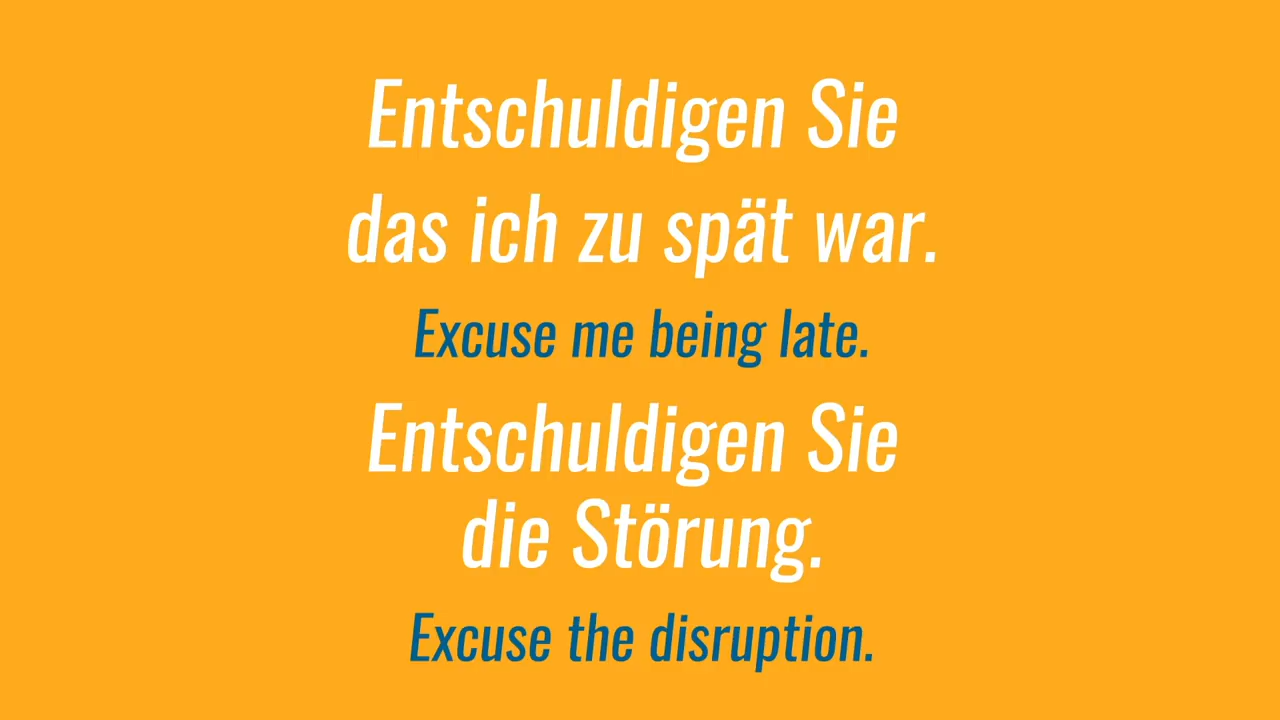 Entschuldigen Sie
das ich zu spät war.
Excuse me being late.
Entschuldigen Sie
die Störung.
Excuse the disruption.